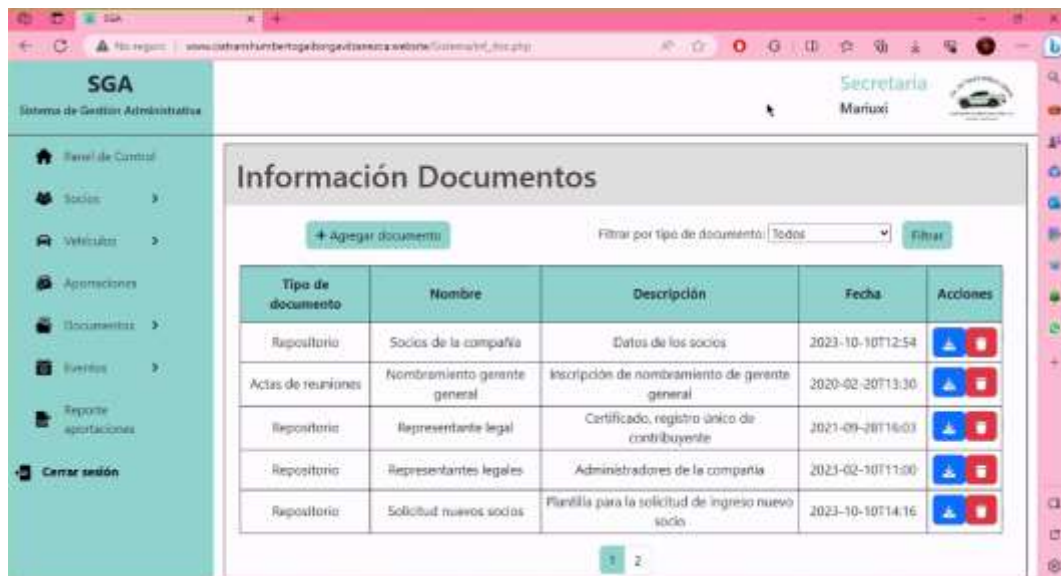 SGA
No seguro
SGA
Sistema de Gestión Administrativa
Secretaria
Mariuxi
Panel de Control
Socios
Vehículos
Aportaciones
Documentos
Eventos
Reporte
aportaciones
Cerrar sesión
Información Documentos
+ Agregar documento
Filtrar por tipo de documento: Todos
Filtrar
Tipo de documento Nombre Descripción Fecha Acciones
Repositorio Socios de la compañía Datos de los socios 2023-10-10T12:54
Actas de reuniones Nombramiento gerente general Inscripción de nombramiento de gerente general 2020-02-20T13:30
Repositorio Representante legal Certificado, registro único de contribuyente 2021-09-28T16:03
Repositorio Representantes legales Administradores de la compañía 2023-02-10T11:00
Repositorio Solicitud nuevos socios Plantilla para la solicitud de ingreso nuevo socio 2023-10-10T14:16
1 2